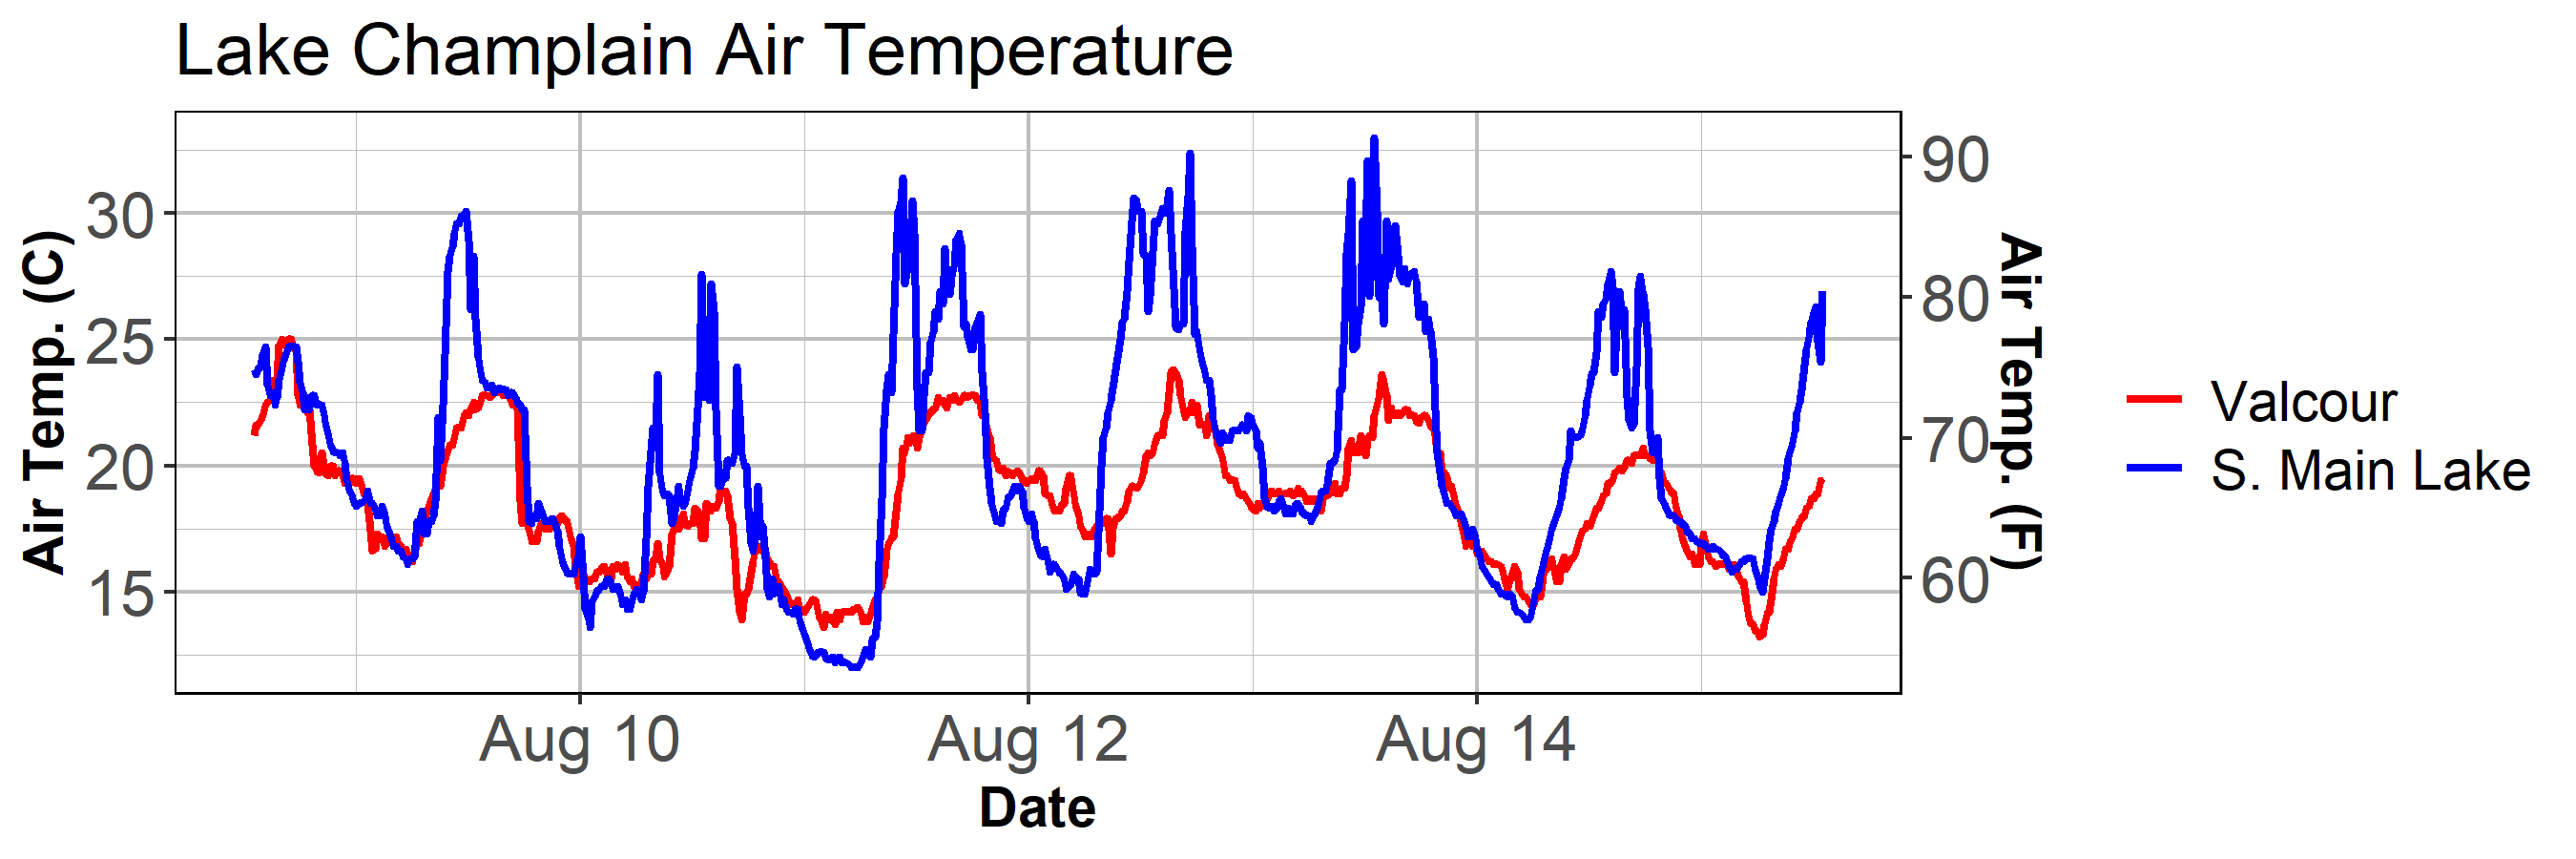 Lake Champlain Air Temperature
Air Temp. (C)
30
25
20
15
90
80
70
60
Air Temp. (F)
Aug 10
Aug 12
Aug 14
Date
Valcour
S. Main Lake